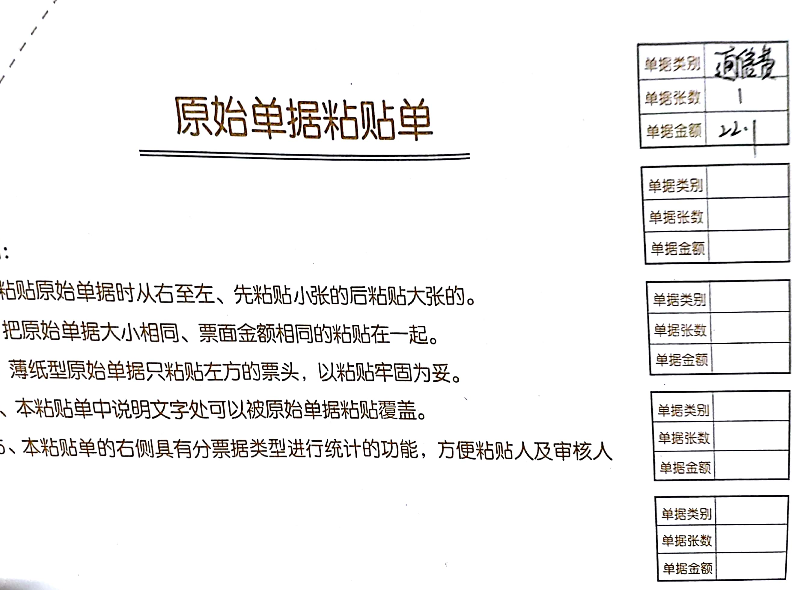 原始单据粘贴单
：
粘贴原始单据时从右至左、先粘贴小张的后粘贴大张的。
把原始单据大小相同、票面金额相同的粘贴在一起。
薄纸型原始单据只粘贴左方的票头，以粘贴牢固为妥。
、本粘贴单中说明文字处可以被原始单据粘贴覆盖。
5、本粘贴单的右侧具有分票据类型进行统计的功能，方便粘贴人及审核人
单据类别 通信费
单据张数 1
单据金额 22.1
单据类别
单据张数
单据金额
单据类别
单据张数
单据金额
单据类别
单据张数
单据金额
单据类别
单据张数
单据金额